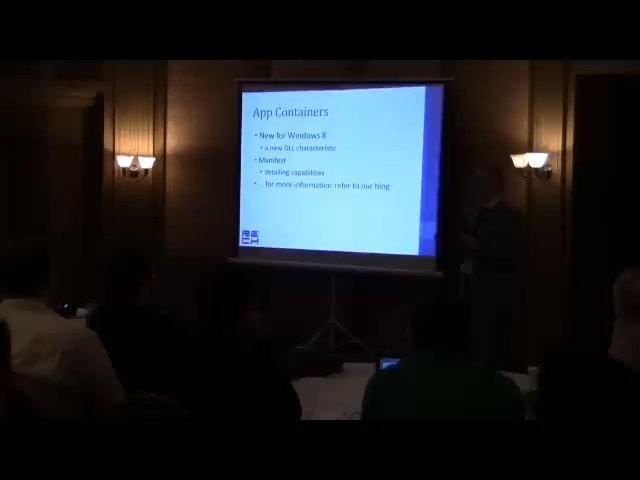 App Containers
• New for Windows 8
• a new DLL characteristic
• Manifest
• detailing capabilities
• ...for more information refer to our blog...